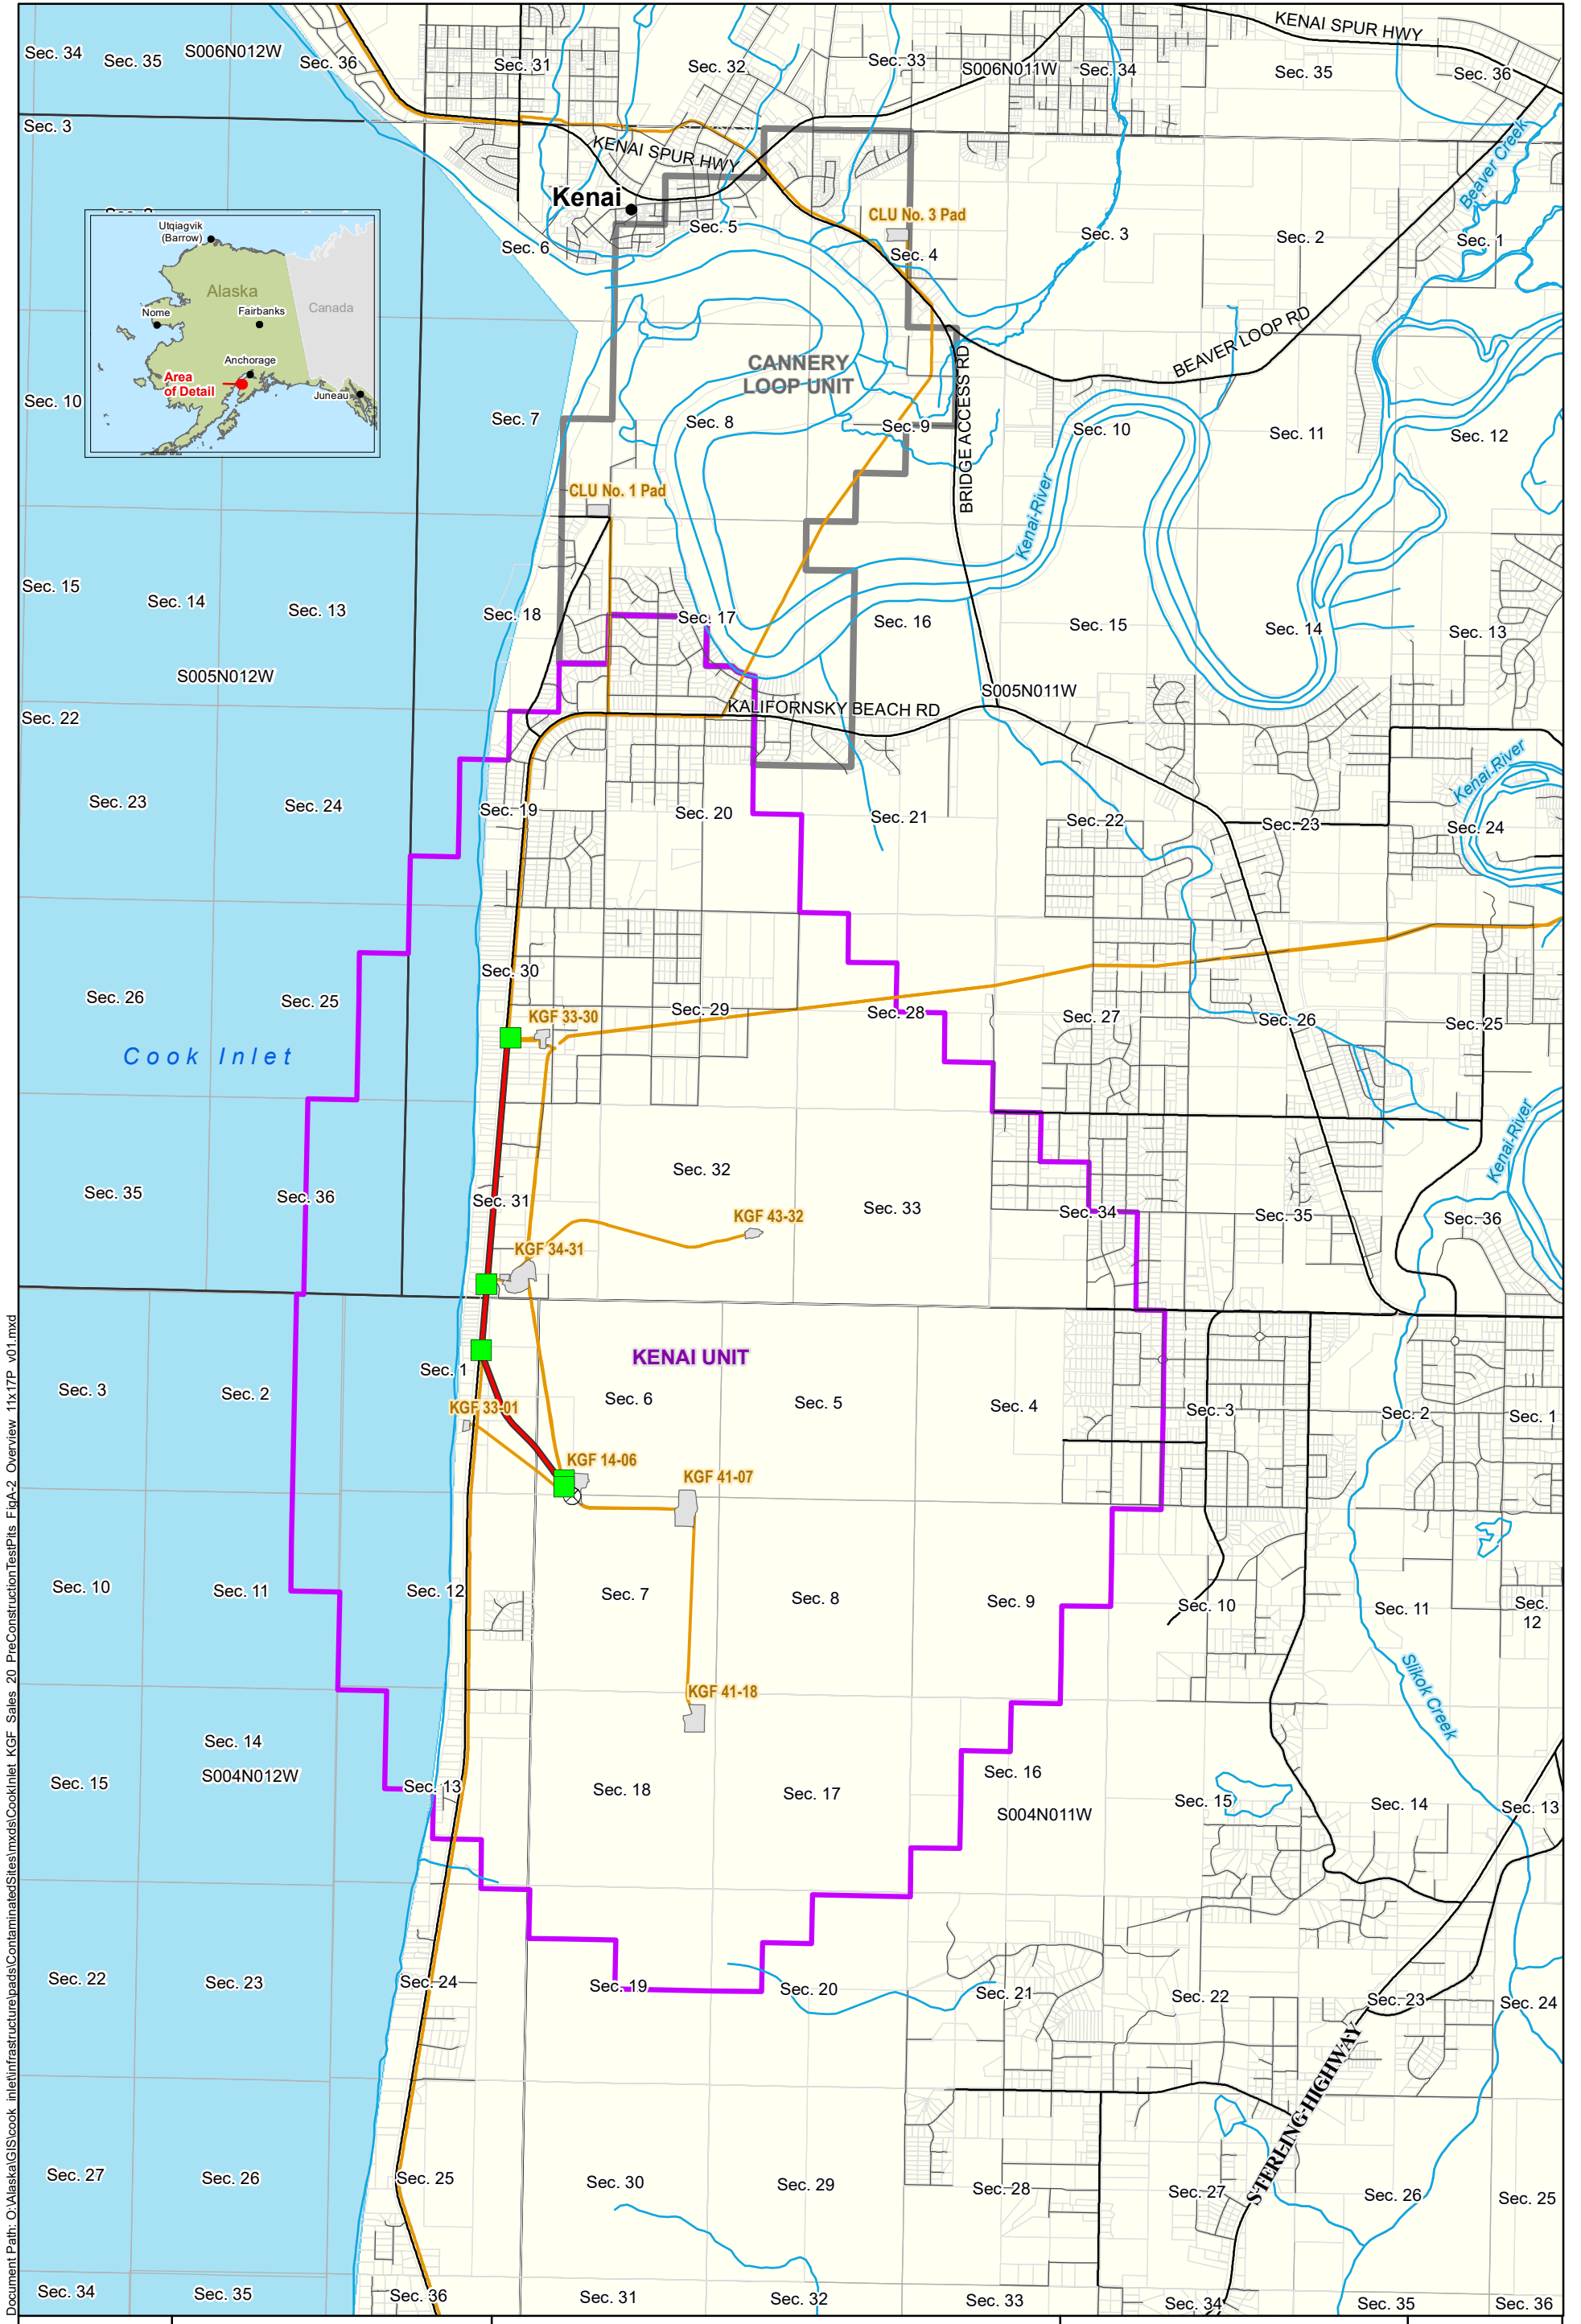 Sec. 34
Sec. 35
S006N012W
Sec. 36
Sec. 31
Sec. 32
Sec. 33
S006N011W
Sec. 34
KENAI SPUR HWY
Sec. 35
Sec. 36
Sec. 3
KENAI SPUR HWY
Kenai
Beaver Creek
Sec. 6
Sec. 5
CLU No. 3 Pad
Sec. 4
Sec. 3
Sec. 2
Sec. 1
Utqiagvik
(Barrow)
Alaska
Canada
Nome
Fairbanks
Anchorage
Area
of Detail
Juneau
BEAVER LOOP RD
BRIDGE ACCESS RD
CANNERY
LOOP UNIT
Sec. 10
Sec. 7
Sec. 8
Sec. 9
Sec. 10
Sec. 11
Sec. 12
CLU No. 1 Pad
Kenai-River
Sec. 15
Sec. 14
Sec. 13
Sec. 18
Sec. 17
Sec. 16
Sec. 15
Sec. 14
Sec. 13
S005N012W
S005N011W
Sec. 22
KALIFORNSKY BEACH RD
Kenai-River
Sec. 23
Sec. 24
Sec. 19
Sec. 20
Sec. 21
Sec. 22
Sec. 23
Sec. 24
Sec. 30
Sec. 26
Sec. 25
KGF 33-30
Sec. 29
Sec. 28
Sec. 27
Sec. 26
Sec. 25
Cook Inlet
Kenai-River
Sec. 35
Sec. 36
Sec. 31
Sec. 32
Sec. 33
Sec. 34
Sec. 35
Sec. 36
KGF 43-32
KGF 34-31
KENAI UNIT
Sec. 3
Sec. 2
Sec. 1
Sec. 6
Sec. 5
Sec. 4
Sec. 3
Sec. 2
Sec. 1
KGF 33-01
KGF 14-06
KGF 41-07
Sec. 10
Sec. 11
Sec. 12
Sec. 7
Sec. 8
Sec. 9
Sec. 10
Sec. 11
Sec.
12
KGF 41-18
Slikok Creek
Sec. 14
Sec. 15
S004N012W
Sec. 13
Sec. 18
Sec. 17
Sec. 16
S004N011W
Sec. 15
Sec. 14
Sec. 13
Sec. 22
Sec. 23
Sec. 24
Sec. 19
Sec. 20
Sec. 21
Sec. 22
Sec. 23
Sec. 24
STERLING-HIGHWAY
Sec. 27
Sec. 26
Sec. 25
Sec. 30
Sec. 29
Sec. 28
Sec. 27
Sec. 26
Sec. 25
Sec. 34
Sec. 35
Sec. 36
Sec. 31
Sec. 32
Sec. 33
Sec. 34
Sec. 35
Sec. 36
Document Path: O:\Alaska\GIS\cook_inlet\infrastructure\pads\ContaminatedSites\mxds\CookInlet_KGF_Sales_20_PreConstructionTestPits_FigA-2_Overview_11x17P_v01.mxd